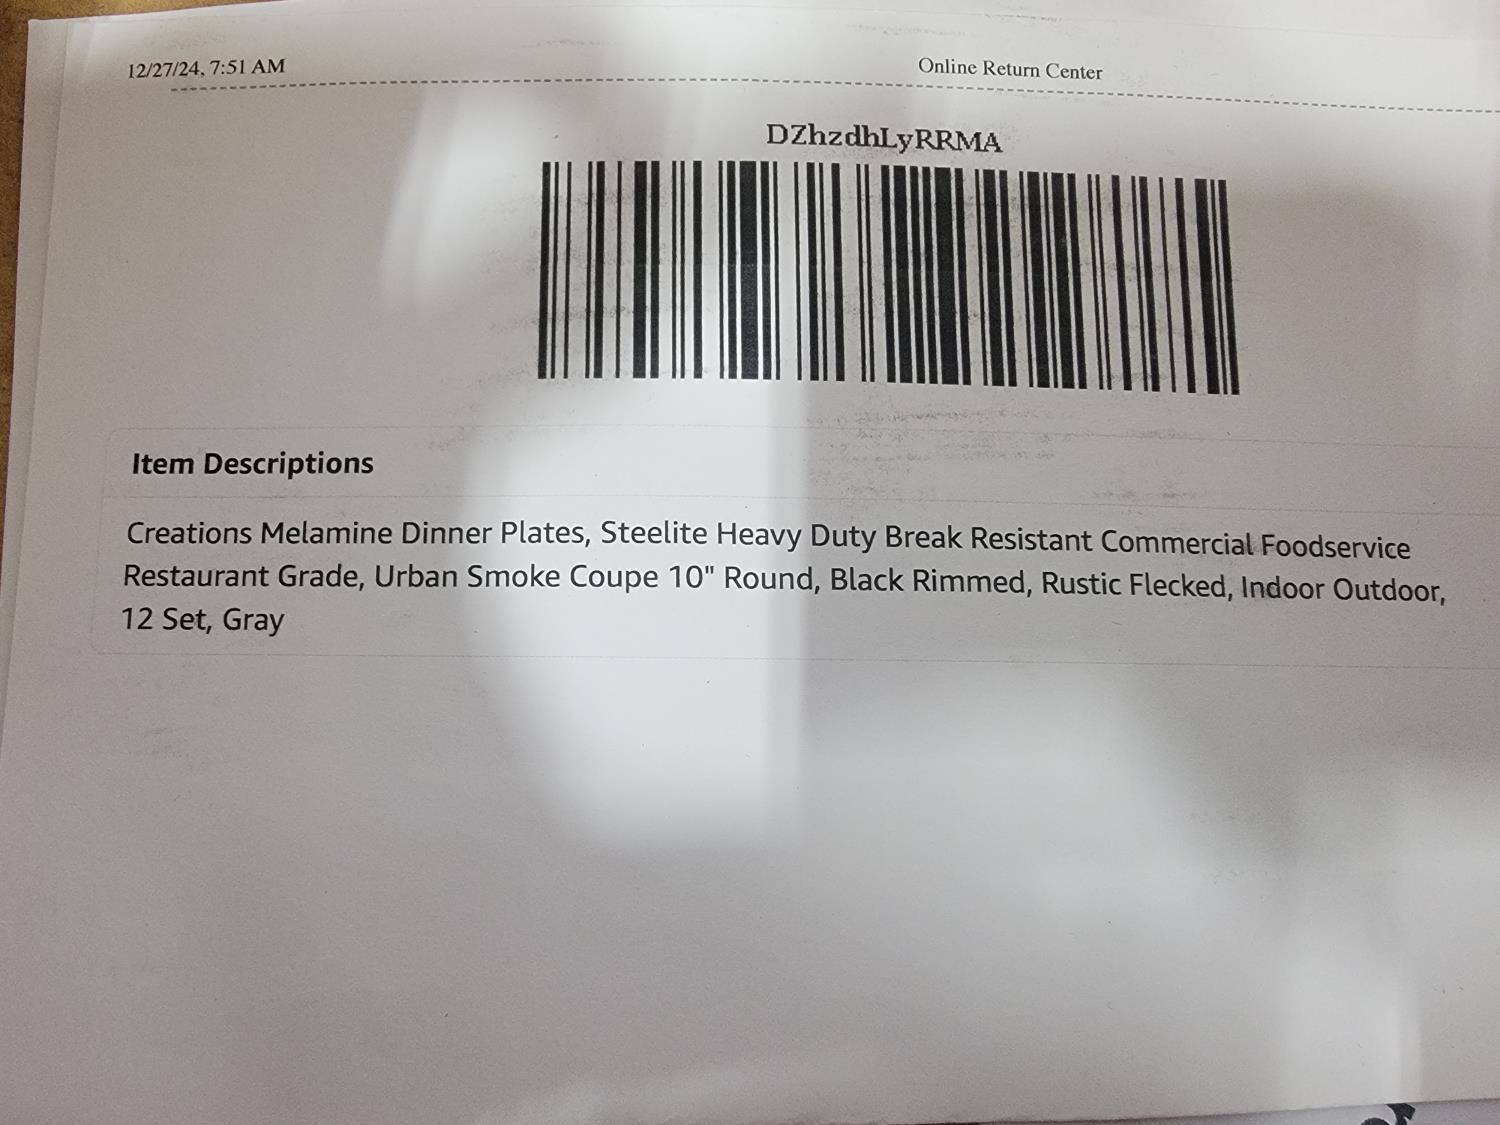 12/27/24, 7:51 AM Online Return Center
DZhzdhLyRRMA
Item Descriptions
Creations Melamine Dinner Plates, Steelite Heavy Duty Break Resistant Commercial Foodservice
Restaurant Grade, Urban Smoke Coupe 10" Round, Black Rimmed, Rustic Flecked, Indoor Outdoor,
12 Set, Gray